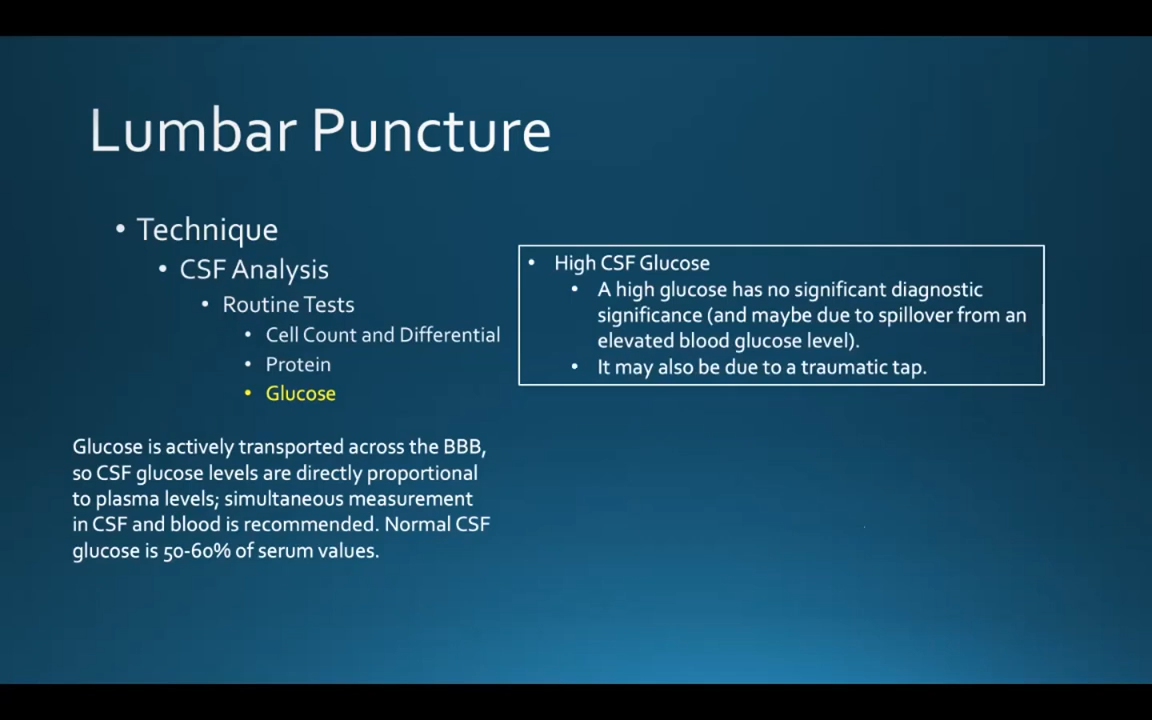 Lumbar Puncture
• Technique
• CSF Analysis
• Routine Tests
• Cell Count and Differential
• Protein
• Glucose
Glucose is actively transported across the BBB,
so CSF glucose levels are directly proportional
to plasma levels; simultaneous measurement
in CSF and blood is recommended. Normal CSF
glucose is 50-60% of serum values.
• High CSF Glucose
• A high glucose has no significant diagnostic
significance (and maybe due to spillover from an
elevated blood glucose level).
• It may also be due to a traumatic tap.